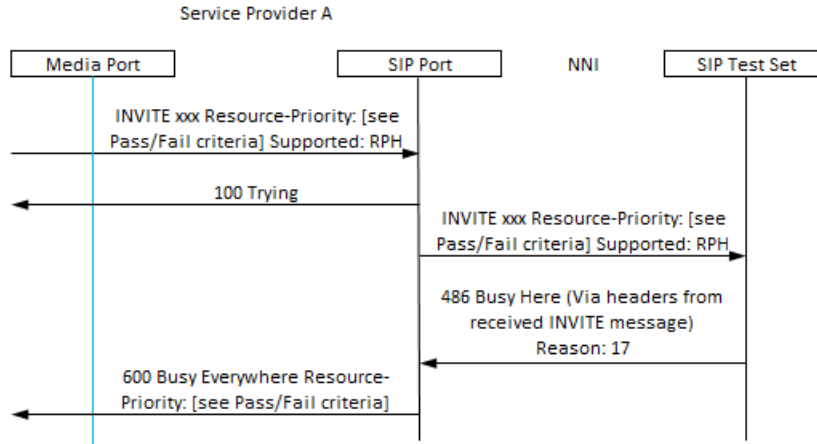 Service Provider A
Media Port
SIP Port
NNI
SIP Test Set
INVITE xxx Resource-Priority: [see
Pass/Fail criteria] Supported: RPH
100 Trying
INVITE xxx Resource-Priority: [see
Pass/Fail criteria] Supported: RPH
486 Busy Here (Via headers from
received INVITE message)
Reason: 17
600 Busy Everywhere Resource-
Priority: [see Pass/Fail criteria]